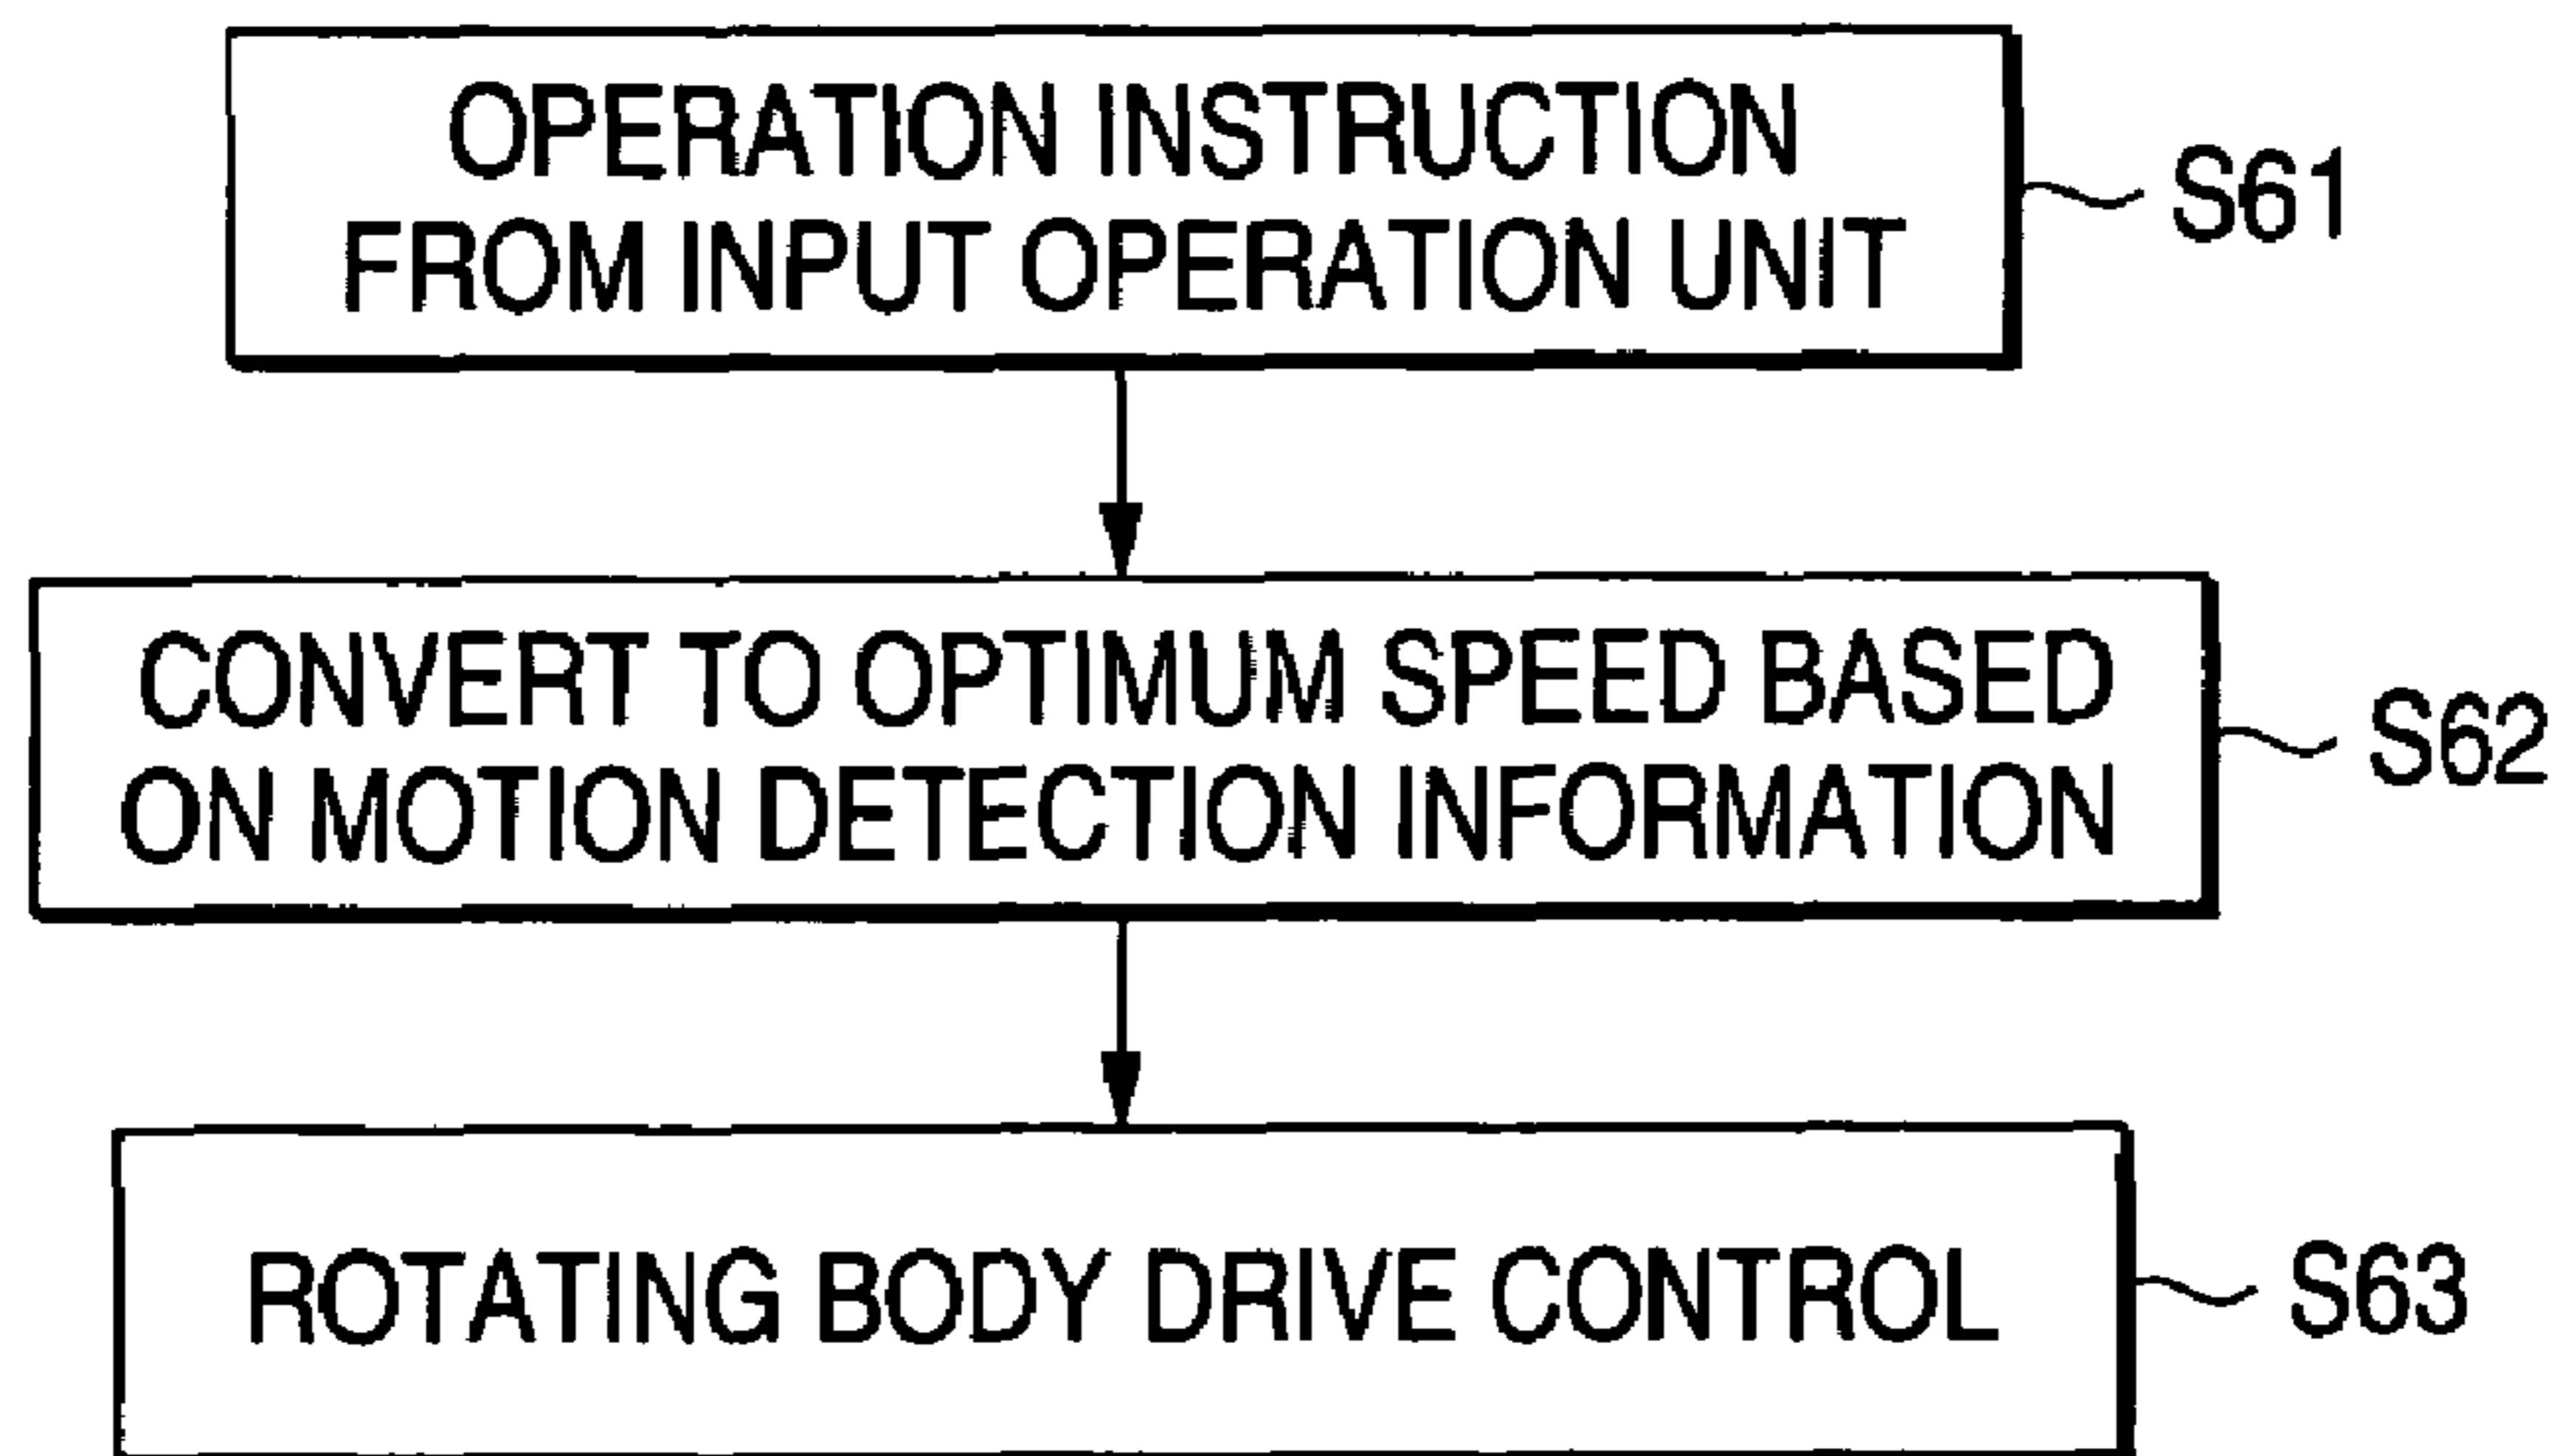 OPERATION INSTRUCTION
FROM INPUT OPERATION UNIT
S61
CONVERT TO OPTIMUM SPEED BASED
ON MOTION DETECTION INFORMATION
S62
ROTATING BODY DRIVE CONTROL
S63